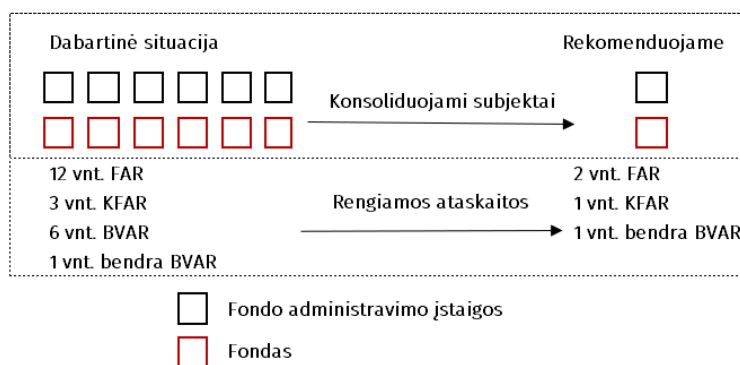 Dabartinė situacija
Rekomenduojame
Konsoliduojami subjektai
12 vnt. FAR
3 vnt. KFAR
6 vnt. BVAR
1 vnt. bendra BVAR
Rengiamos ataskaitos
2 vnt. FAR
1 vnt. KFAR
1 vnt. bendra BVAR
Fondo administravimo įstaigos
Fondas